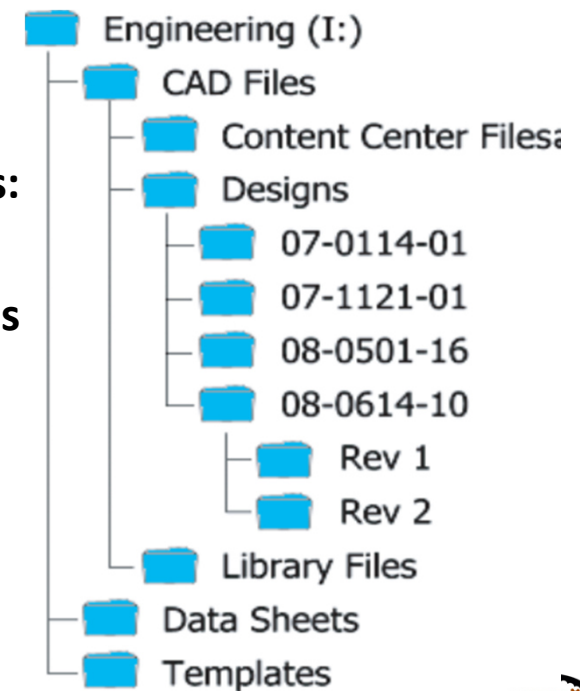 Engineering (I:)
CAD Files
Content Center Files
s:
Designs
07-0114-01
s
07-1121-01
08-0501-16
08-0614-10
Rev 1
Rev 2
Library Files
Data Sheets
Templates